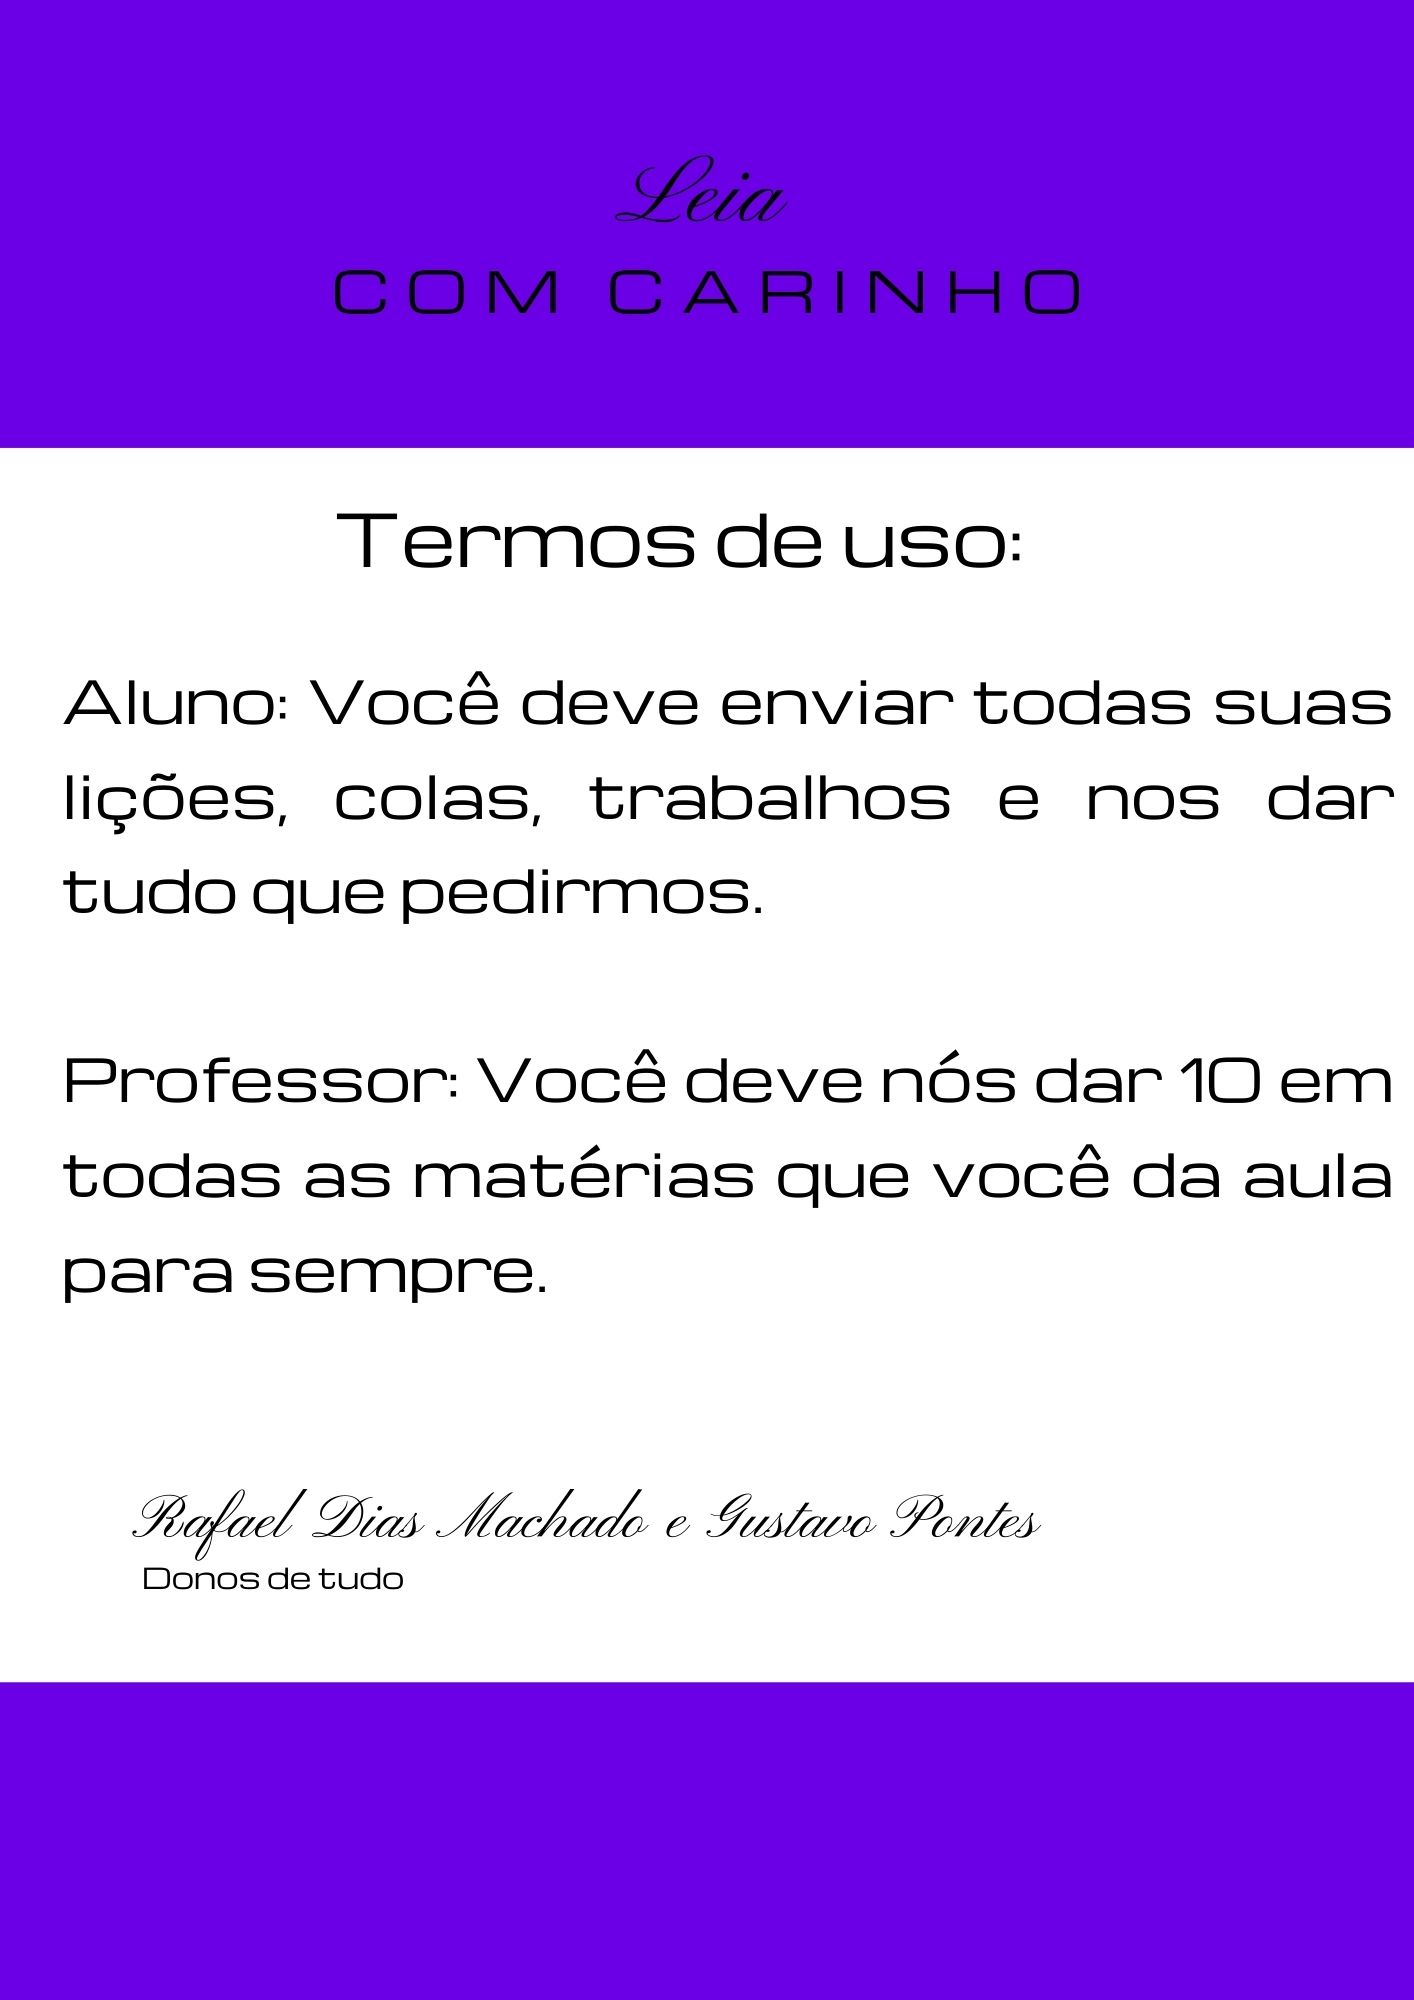 Leia
COM CARINHO
Termos de uso:
Aluno: Você deve enviar todas suas
lições, colas, trabalhos e nos dar
tudo que pedirmos.
Professor: Você deve nós dar 10 em
todas as matérias que você da aula
para sempre.
Rafael Dias Machado e Gustavo Pontes
Donos de tudo